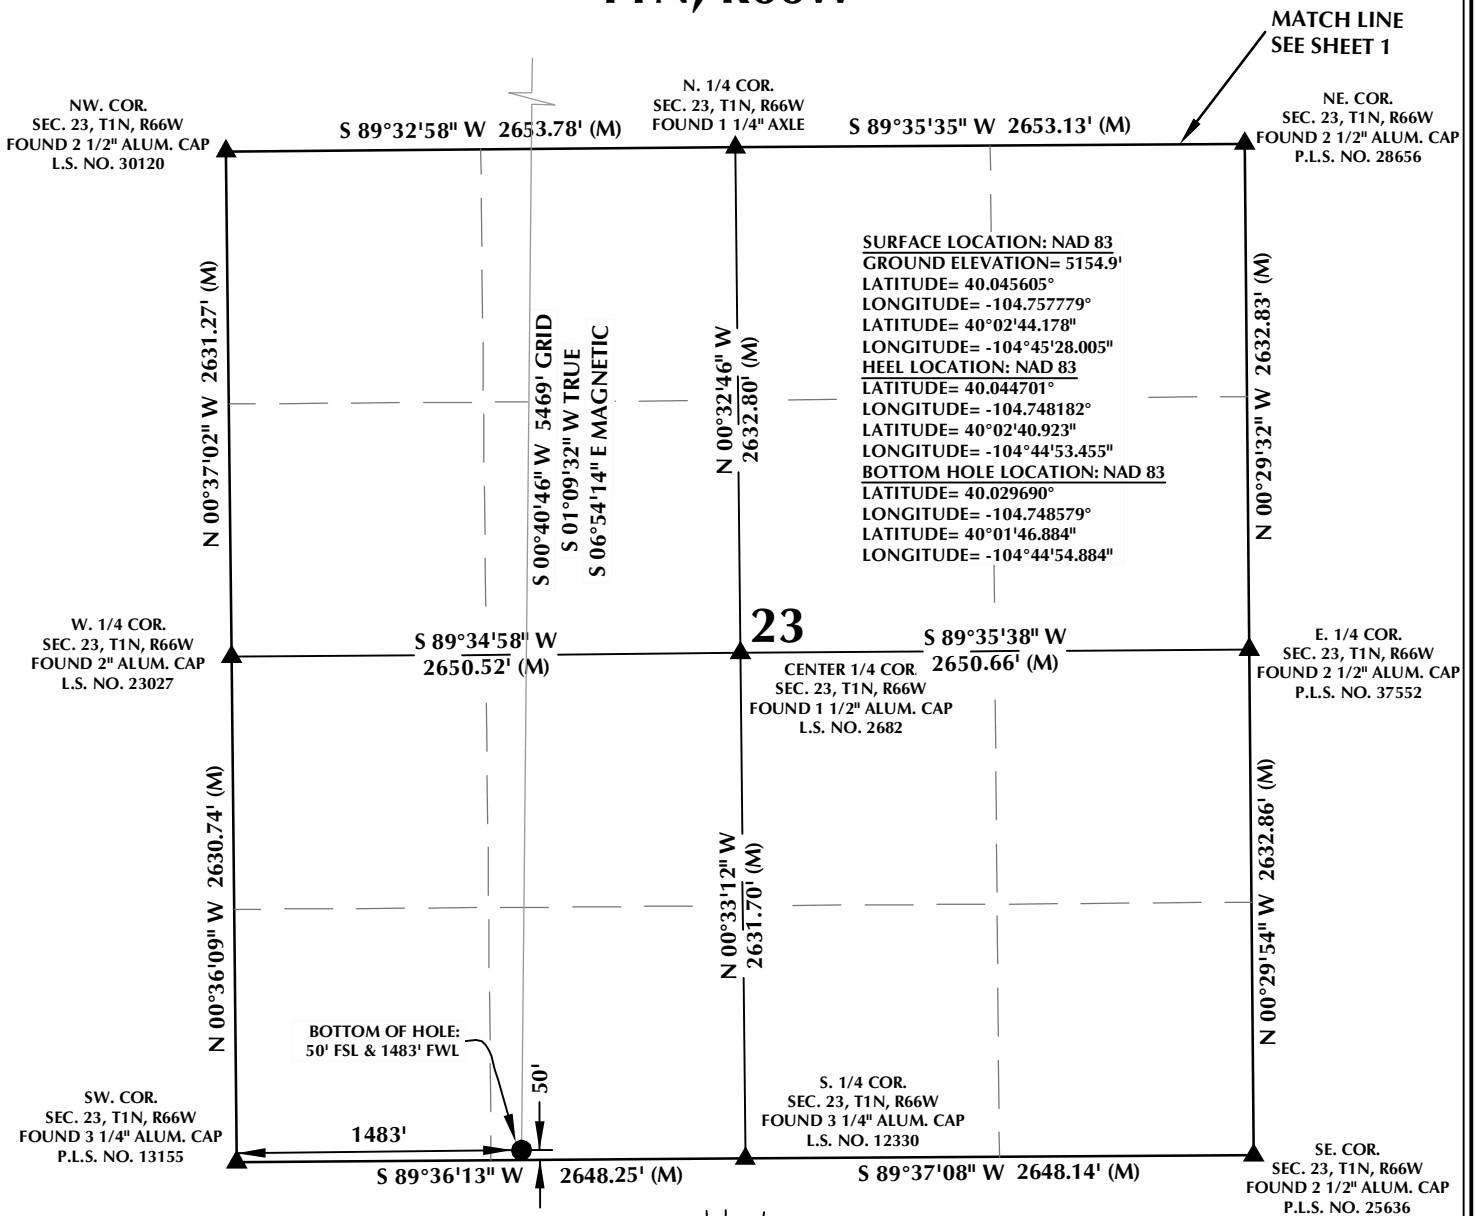 MATCH LINE
SEE SHEET 1
NW. COR.
SEC. 23, T1N, R66W
FOUND 2 1/2" ALUM. CAP
L.S. NO. 30120
S 89°32'58" W 2653.78' (M)
N. 1/4 COR.
SEC. 23, T1N, R66W
FOUND 1 1/4" AXLE
S 89°35'35" W 2653.13' (M)
NE. COR.
SEC. 23, T1N, R66W
FOUND 2 1/2" ALUM. CAP
P.L.S. NO. 28656
N 00°37'02" W 2631.27' (M)
S 00°40'46" W 5469' GRID
S 01°09'32" W TRUE
S 06°54'14" E MAGNETIC
N 00°32'46" W
2632.80' (M)
SURFACE LOCATION: NAD 83
GROUND ELEVATION= 5154.9'
LATITUDE= 40.045605°
LONGITUDE= -104.757779°
LATITUDE= 40°02'44.178"
LONGITUDE= -104°45'28.005"
HEEL LOCATION: NAD 83
LATITUDE= 40.044701°
LONGITUDE= -104.748182°
LATITUDE= 40°02'40.923"
LONGITUDE= -104°44'53.455"
BOTTOM HOLE LOCATION: NAD 83
LATITUDE= 40.029690°
LONGITUDE= -104.748579°
LATITUDE= 40°01'46.884"
LONGITUDE= -104°44'54.884"
N 00°29'32" W 2632.83' (M)
W. 1/4 COR.
SEC. 23, T1N, R66W
FOUND 2" ALUM. CAP
L.S. NO. 23027
S 89°34'58" W
2650.52' (M)
23
CENTER 1/4 COR.
SEC. 23, T1N, R66W
FOUND 1 1/2" ALUM. CAP
L.S. NO. 2682
S 89°35'38" W
2650.66' (M)
E. 1/4 COR.
SEC. 23, T1N, R66W
FOUND 2 1/2" ALUM. CAP
P.L.S. NO. 37552
N 00°36'09" W 2630.74' (M)
N 00°33'12" W
2631.70' (M)
N 00°29'54" W 2632.86' (M)
BOTTOM OF HOLE:
50' FSL & 1483' FWL
50'
SW. COR.
SEC. 23, T1N, R66W
FOUND 3 1/4" ALUM. CAP
P.L.S. NO. 13155
1483'
S 89°36'13" W 2648.25' (M)
S. 1/4 COR.
SEC. 23, T1N, R66W
FOUND 3 1/4" ALUM. CAP
L.S. NO. 12330
S 89°37'08" W 2648.14' (M)
SE. COR.
SEC. 23, T1N, R66W
FOUND 2 1/2" ALUM. CAP
P.L.S. NO. 25636